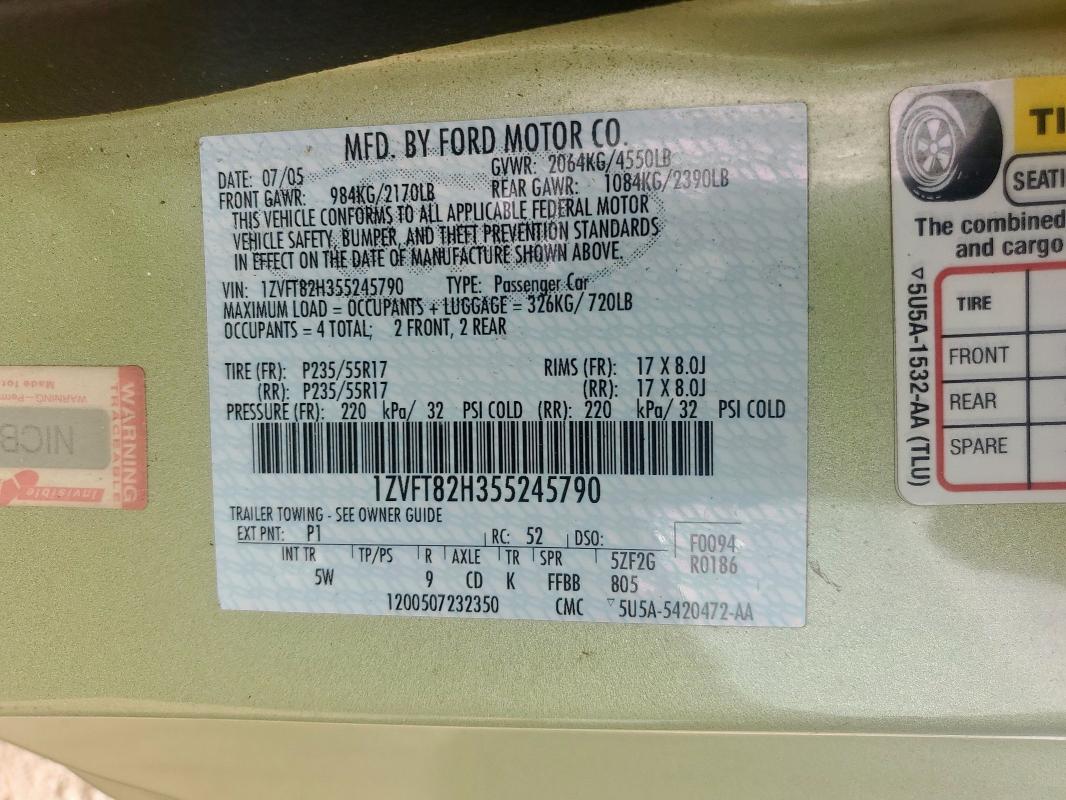 MFD. BY FORD MOTOR CO.
DATE: 07/05 GVWR: 2064KG/4550LB
FRONT GAWR: 984KG/2170LB REAR GAWR: 1084KG/2390LB
THIS VEHICLE CONFORMS TO ALL APPLICABLE FEDERAL MOTOR
VEHICLE SAFETY, BUMPER, AND THEFT PREVENTION STANDARDS
IN EFFECT ON THE DATE OF MANUFACTURE SHOWN ABOVE.
VIN: 1ZVFT82H355245790 TYPE: Passenger Car
MAXIMUM LOAD = OCCUPANTS + LUGGAGE = 326KG/ 720LB
OCCUPANTS = 4 TOTAL; 2 FRONT, 2 REAR
TIRE (FR): P235/55R17 RIMS (FR): 17 X 8.0J
(RR): P235/55R17 (RR): 17 X 8.0J
PRESSURE (FR): 220 kPa/ 32 PSI COLD (RR): 220 kPa/ 32 PSI COLD
1ZVFT82H355245790
TRAILER TOWING - SEE OWNER GUIDE
EXT PNT: P1 RC: 52 DSO: F0094
INT TR TP/PS R AXLE TR SPR 5ZF2G R0186
5W 9 CD K FFBB 805
1200507232350 CMC ▽5U5A-5420472-AA
TI
SEATI
The combined
and cargo
TIRE
FRONT
REAR
SPARE
▽5U5A-1532-AA (TLU)
WARNING
TRACEABLE
WARNING-Perm
Made for
NICB
Invisible